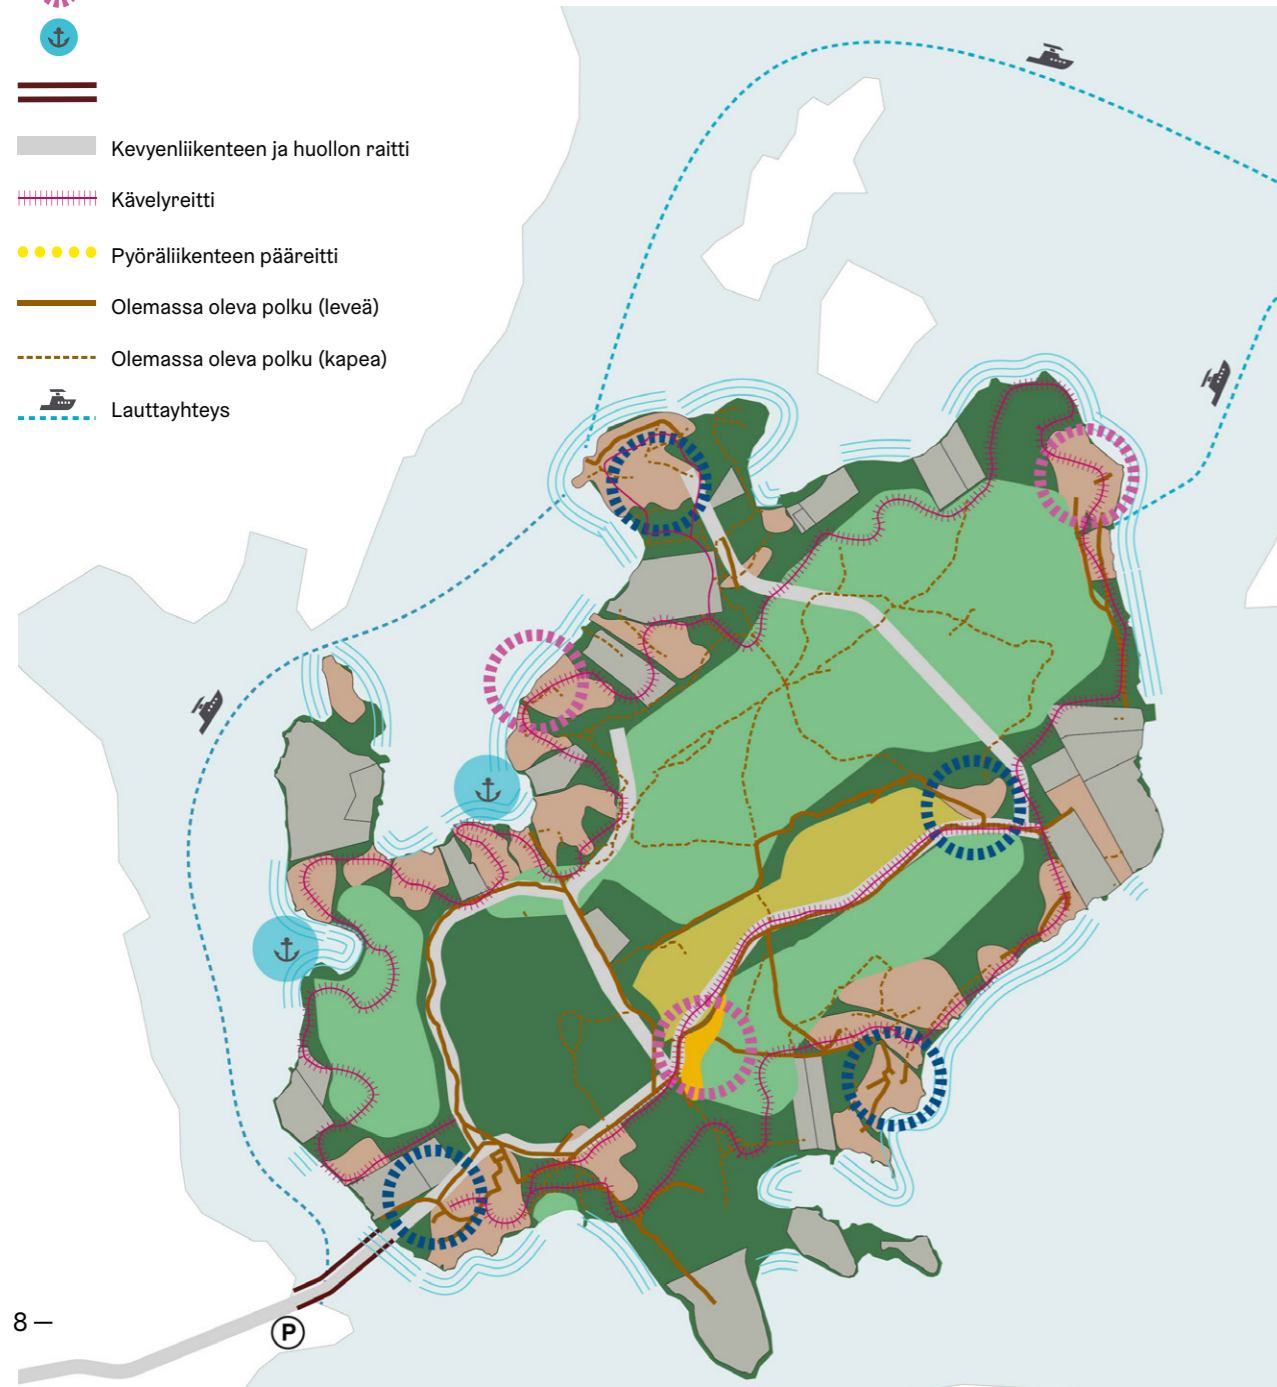 Kevyenliikenteen ja huollon raitti
Kävelyreitti
Pyöräliikenteen pääreitti
Olemassa oleva polku (leveä)
Olemassa oleva polku (kapea)
Lauttayhteys
8 —
P